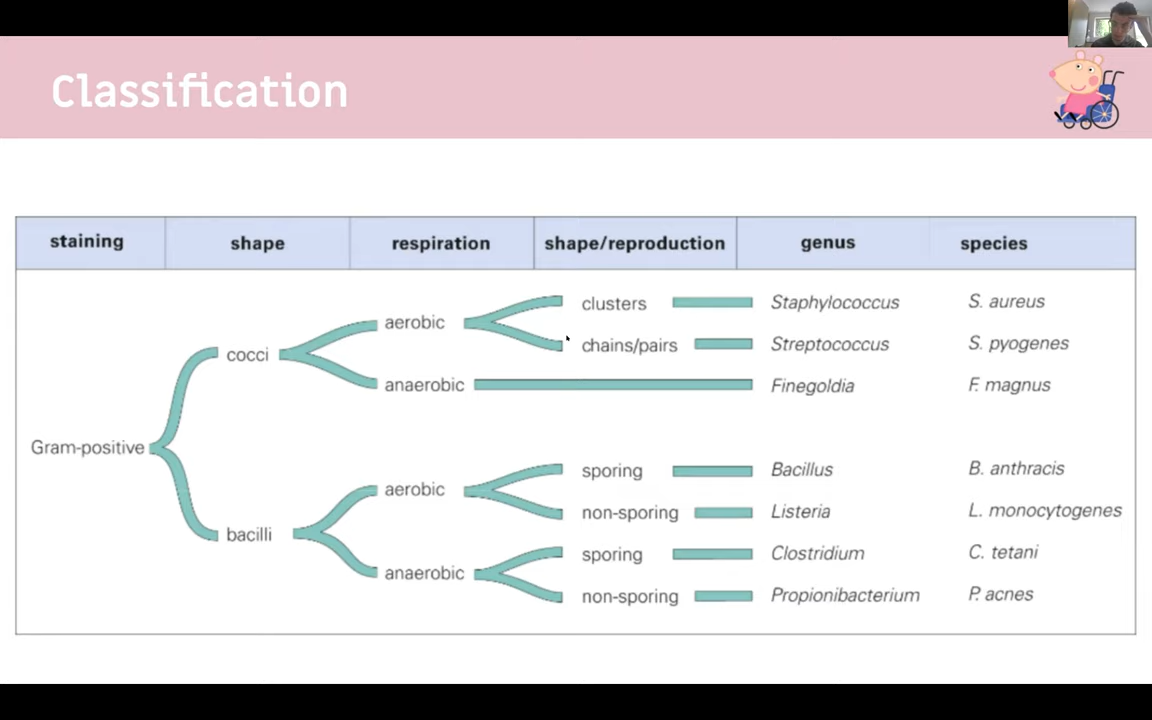 Classification
staining shape respiration shape/reproduction genus species
clusters Staphylococcus S. aureus
aerobic
chains/pairs Streptococcus S. pyogenes
cocci
anaerobic Finegoldia F. magnus
Gram-positive
sporing Bacillus B. anthracis
aerobic
non-sporing Listeria L. monocytogenes
bacilli
sporing Clostridium C. tetani
anaerobic
non-sporing Propionibacterium P. acnes